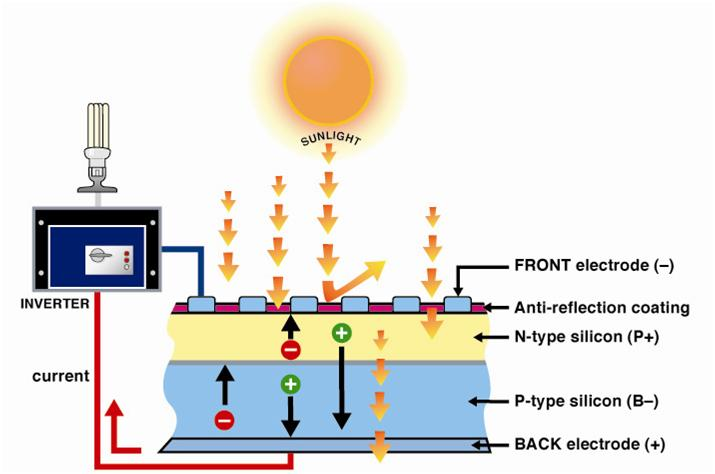 SUNLIGHT
FRONT electrode (–)
INVERTER
Anti-reflection coating
N-type silicon (P+)
current
P-type silicon (B–)
BACK electrode (+)